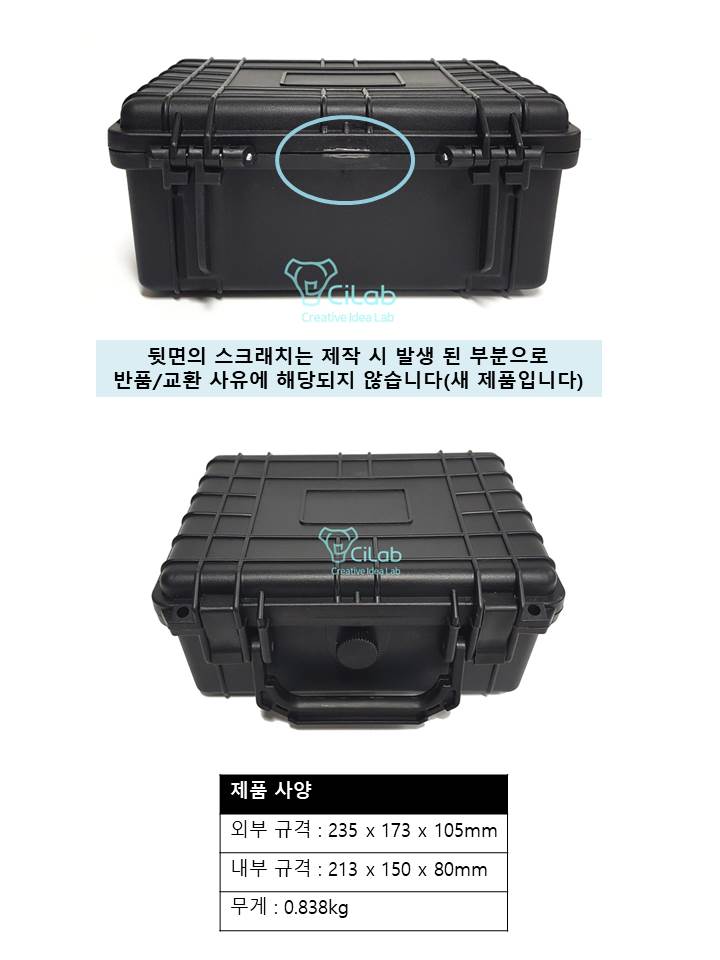 CiLab
Creative Idea Lab
뒷면의 스크래치는 제작 시 발생 된 부분으로
반품/교환 사유에 해당되지 않습니다(새 제품입니다)
CiLab
Creative Idea Lab
제품 사양
외부 규격 : 235 x 173 x 105mm
내부 규격 : 213 x 150 x 80mm
무게 : 0.838kg